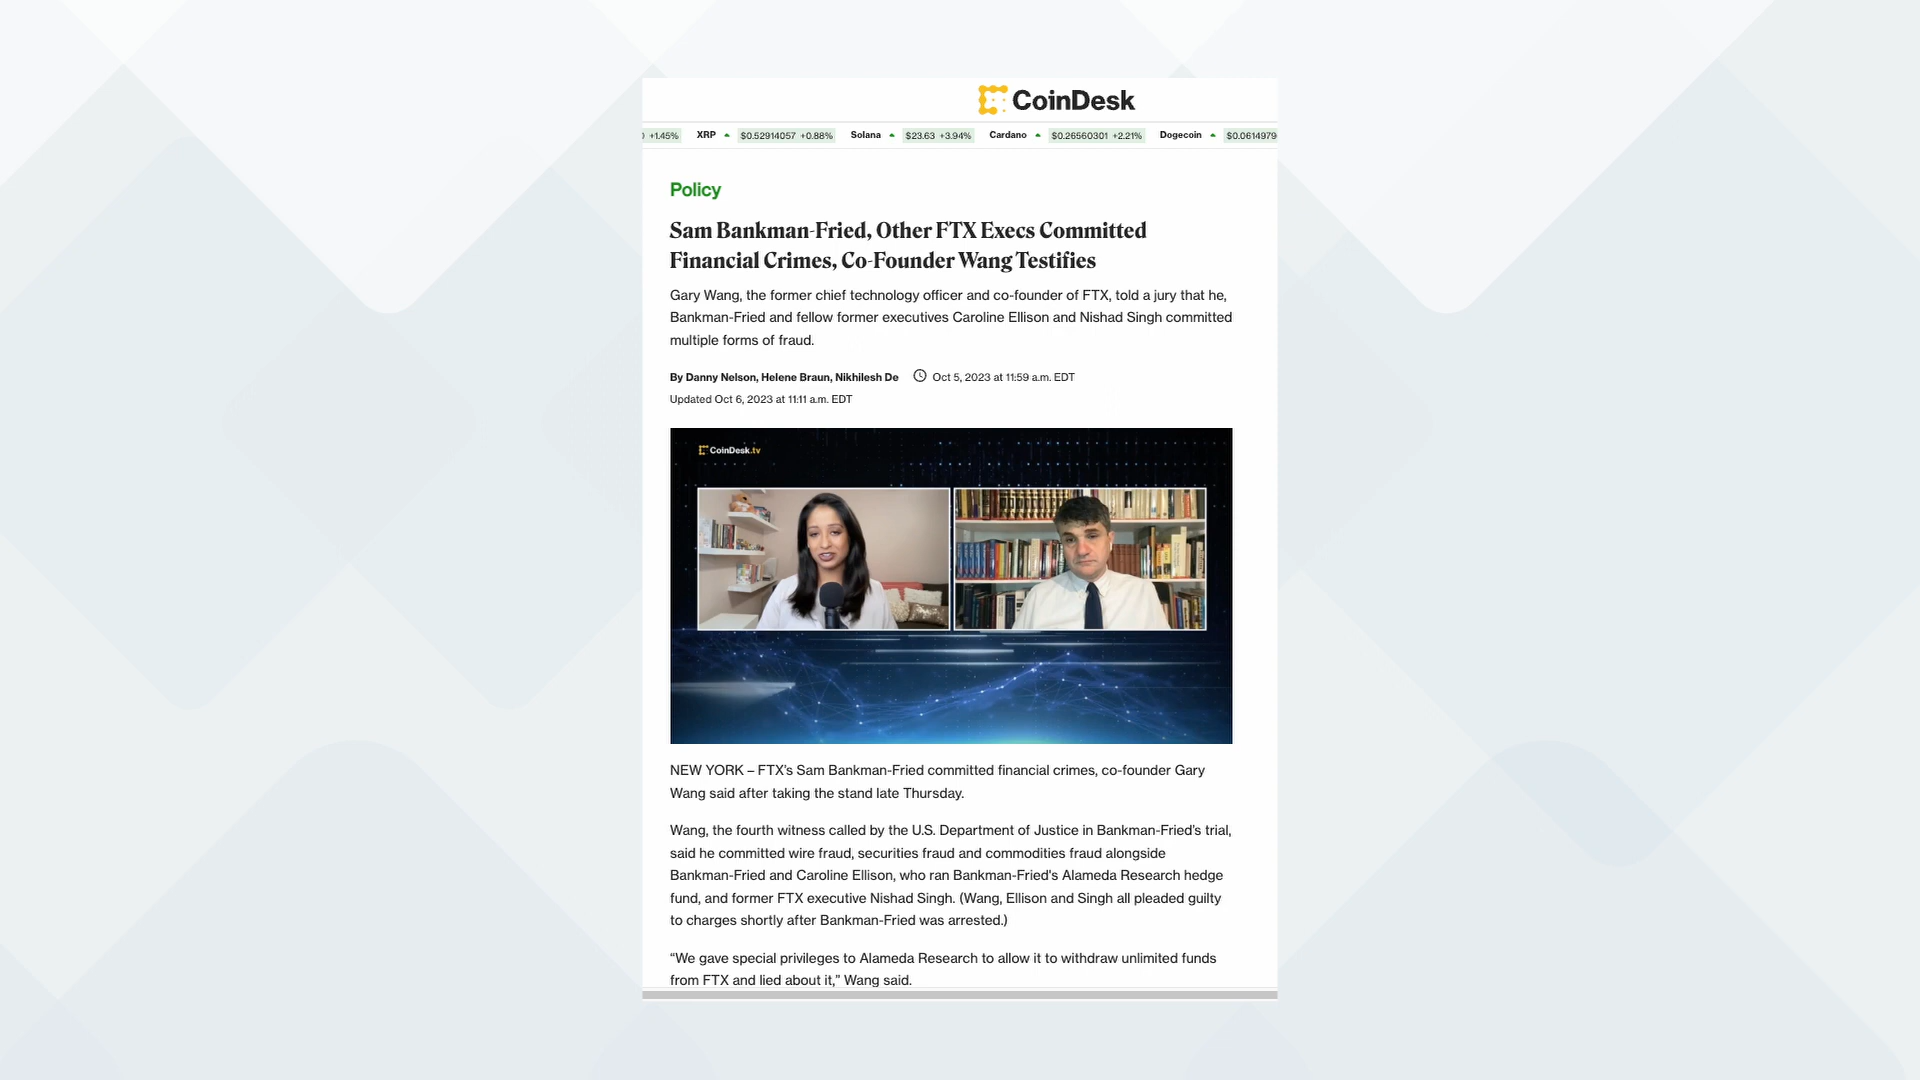 CoinDesk
+1.45% XRP $0.52914057 +0.88% Solana $23.63 +3.94% Cardano $0.26560301 +2.21% Dogecoin $0.0614979
Policy
Sam Bankman-Fried, Other FTX Execs Committed
Financial Crimes, Co-Founder Wang Testifies
Gary Wang, the former chief technology officer and co-founder of FTX, told a jury that he,
Bankman-Fried and fellow former executives Caroline Ellison and Nishad Singh committed
multiple forms of fraud.
By Danny Nelson, Helene Braun, Nikhilesh De Oct 5, 2023 at 11:59 a.m. EDT
Updated Oct 6, 2023 at 11:11 a.m. EDT
CoinDesk.tv
NEW YORK – FTX’s Sam Bankman-Fried committed financial crimes, co-founder Gary
Wang said after taking the stand late Thursday.
Wang, the fourth witness called by the U.S. Department of Justice in Bankman-Fried’s trial,
said he committed wire fraud, securities fraud and commodities fraud alongside
Bankman-Fried and Caroline Ellison, who ran Bankman-Fried's Alameda Research hedge
fund, and former FTX executive Nishad Singh. (Wang, Ellison and Singh all pleaded guilty
to charges shortly after Bankman-Fried was arrested.)
“We gave special privileges to Alameda Research to allow it to withdraw unlimited funds
from FTX and lied about it,” Wang said.